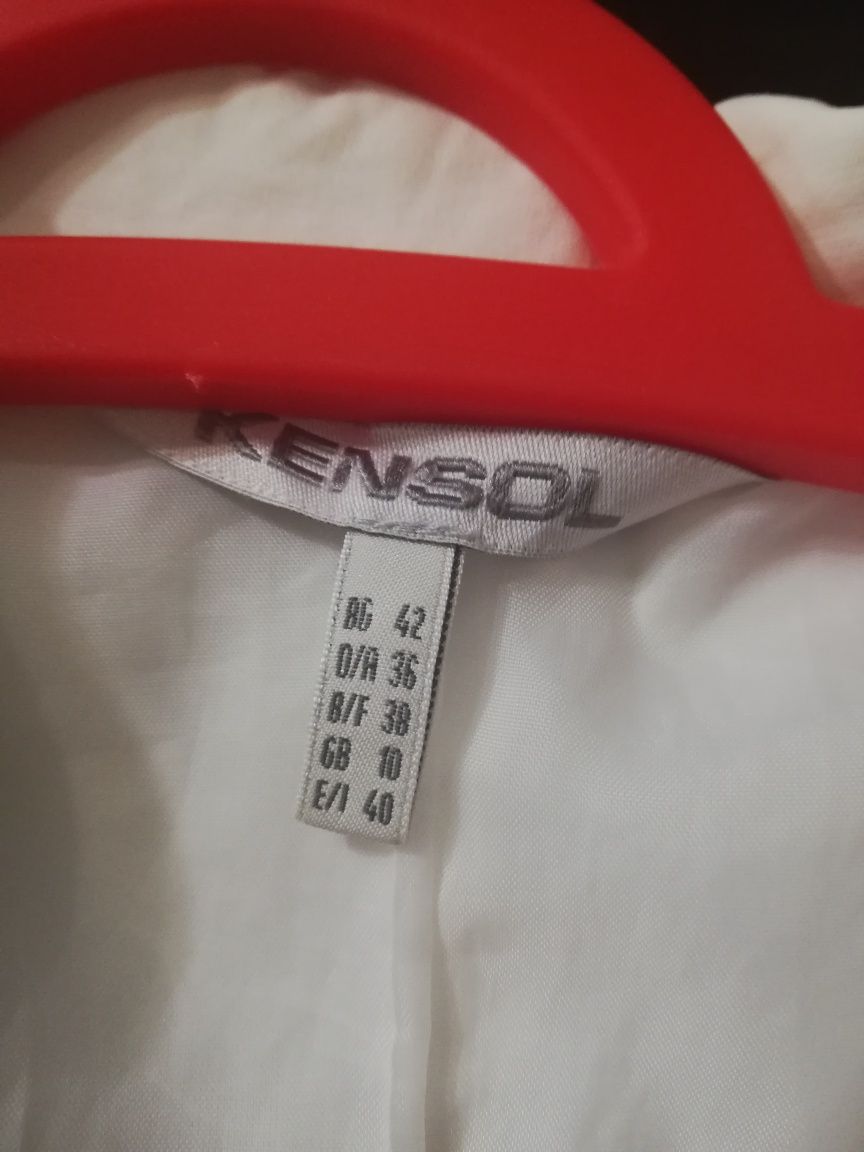 KENSOL
BG 42
D/A 36
B/F 38
GB 10
E/I 40